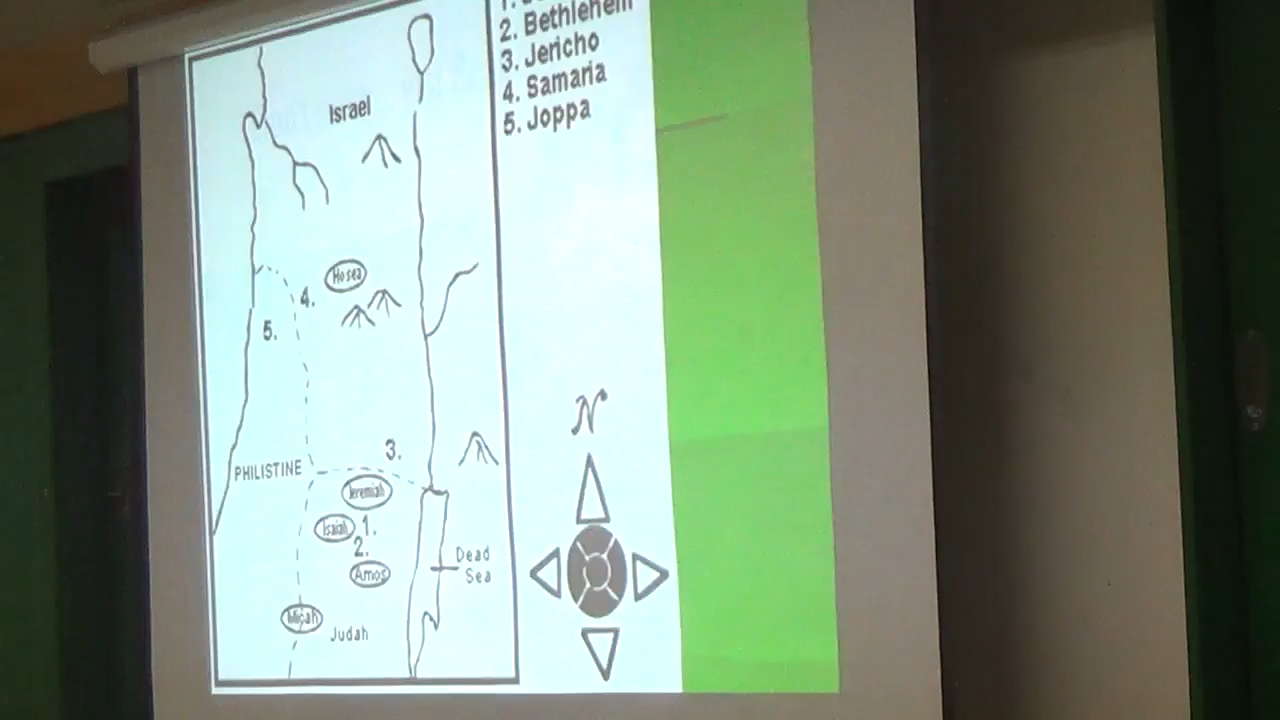 1.
2. Bethlehem
3. Jericho
4. Samaria
5. Joppa
Israel
Hosea
4.
5.
3.
PHILISTINE
Jeremiah
Isaiah 1.
2.
Dead
Sea
Amos
Micah
Judah
N